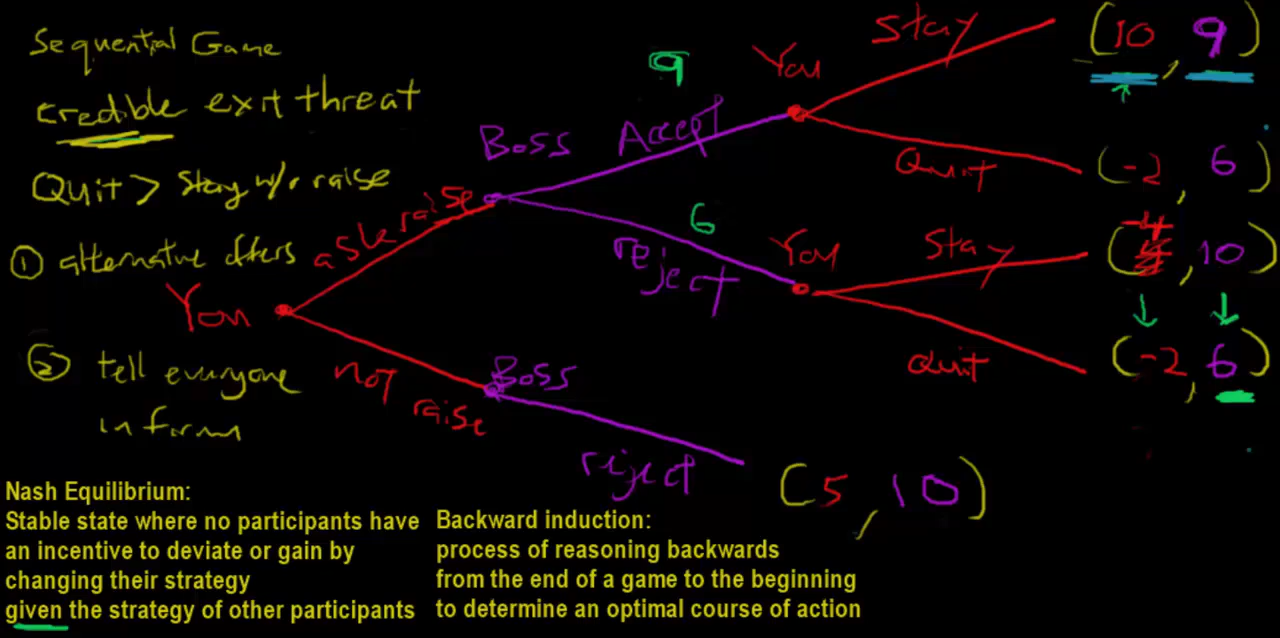 Sequential Game
credible exit threat
Quit > Stay w/o raise
① alternative offers
② tell everyone
in firm
You
ask raise
not
raise
Boss Accept
9
reject
6
Boss
reject
You Stay
Quit
You Stay
Quit
(10, 9)
(-2, 6)
(-4, 10)
(-2, 6)
(5, 10)
Nash Equilibrium:
Stable state where no participants have
an incentive to deviate or gain by
changing their strategy
given the strategy of other participants
Backward induction:
process of reasoning backwards
from the end of a game to the beginning
to determine an optimal course of action